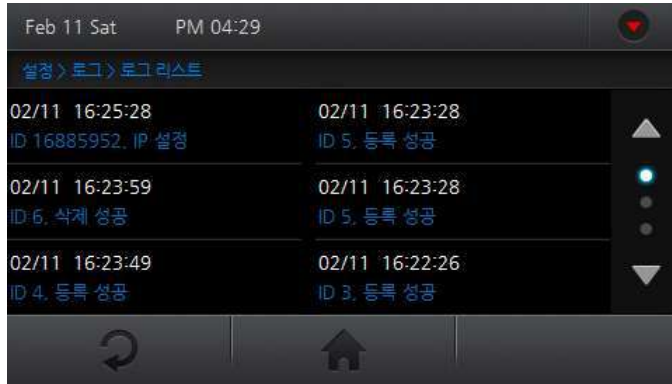 Feb 11 Sat PM 04:29
설정 > 로그 > 로그 리스트
02/11 16:25:28
ID 16885952, IP 설정
02/11 16:23:59
ID 6, 삭제 성공
02/11 16:23:49
ID 4, 등록 성공
02/11 16:23:28
ID 5, 등록 성공
02/11 16:23:28
ID 5, 등록 성공
02/11 16:22:26
ID 3, 등록 성공